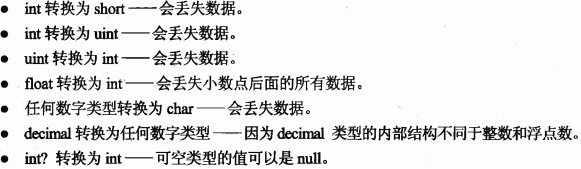 ● int 转换为 short——会丢失数据。
● int 转换为 uint——会丢失数据。
● uint 转换为 int——会丢失数据。
● float 转换为 int——会丢失小数点后面的所有数据。
● 任何数字类型转换为 char——会丢失数据。
● decimal 转换为任何数字类型——因为 decimal 类型的内部结构不同于整数和浮点数。
● int? 转换为 int——可空类型的值可以是 null。